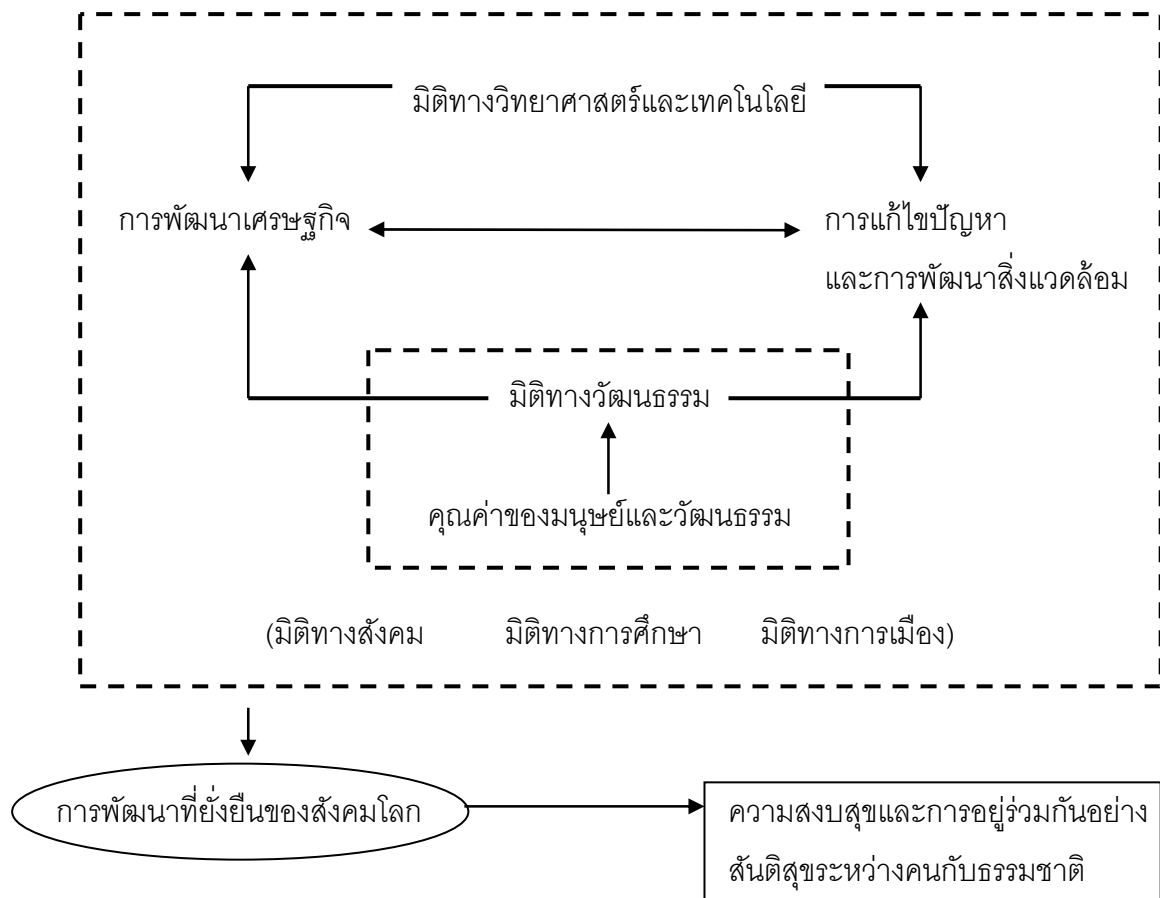 มิติทางวิทยาศาสตร์และเทคโนโลยี
การพัฒนาเศรษฐกิจ
การแก้ไขปัญหา
และการพัฒนาสิ่งแวดล้อม
มิติทางวัฒนธรรม
คุณค่าของมนุษย์และวัฒนธรรม
(มิติทางสังคม มิติทางการศึกษา มิติทางการเมือง)
การพัฒนาที่ยั่งยืนของสังคมโลก
ความสงบสุขและการอยู่ร่วมกันอย่าง
สันติสุขระหว่างคนกับธรรมชาติ